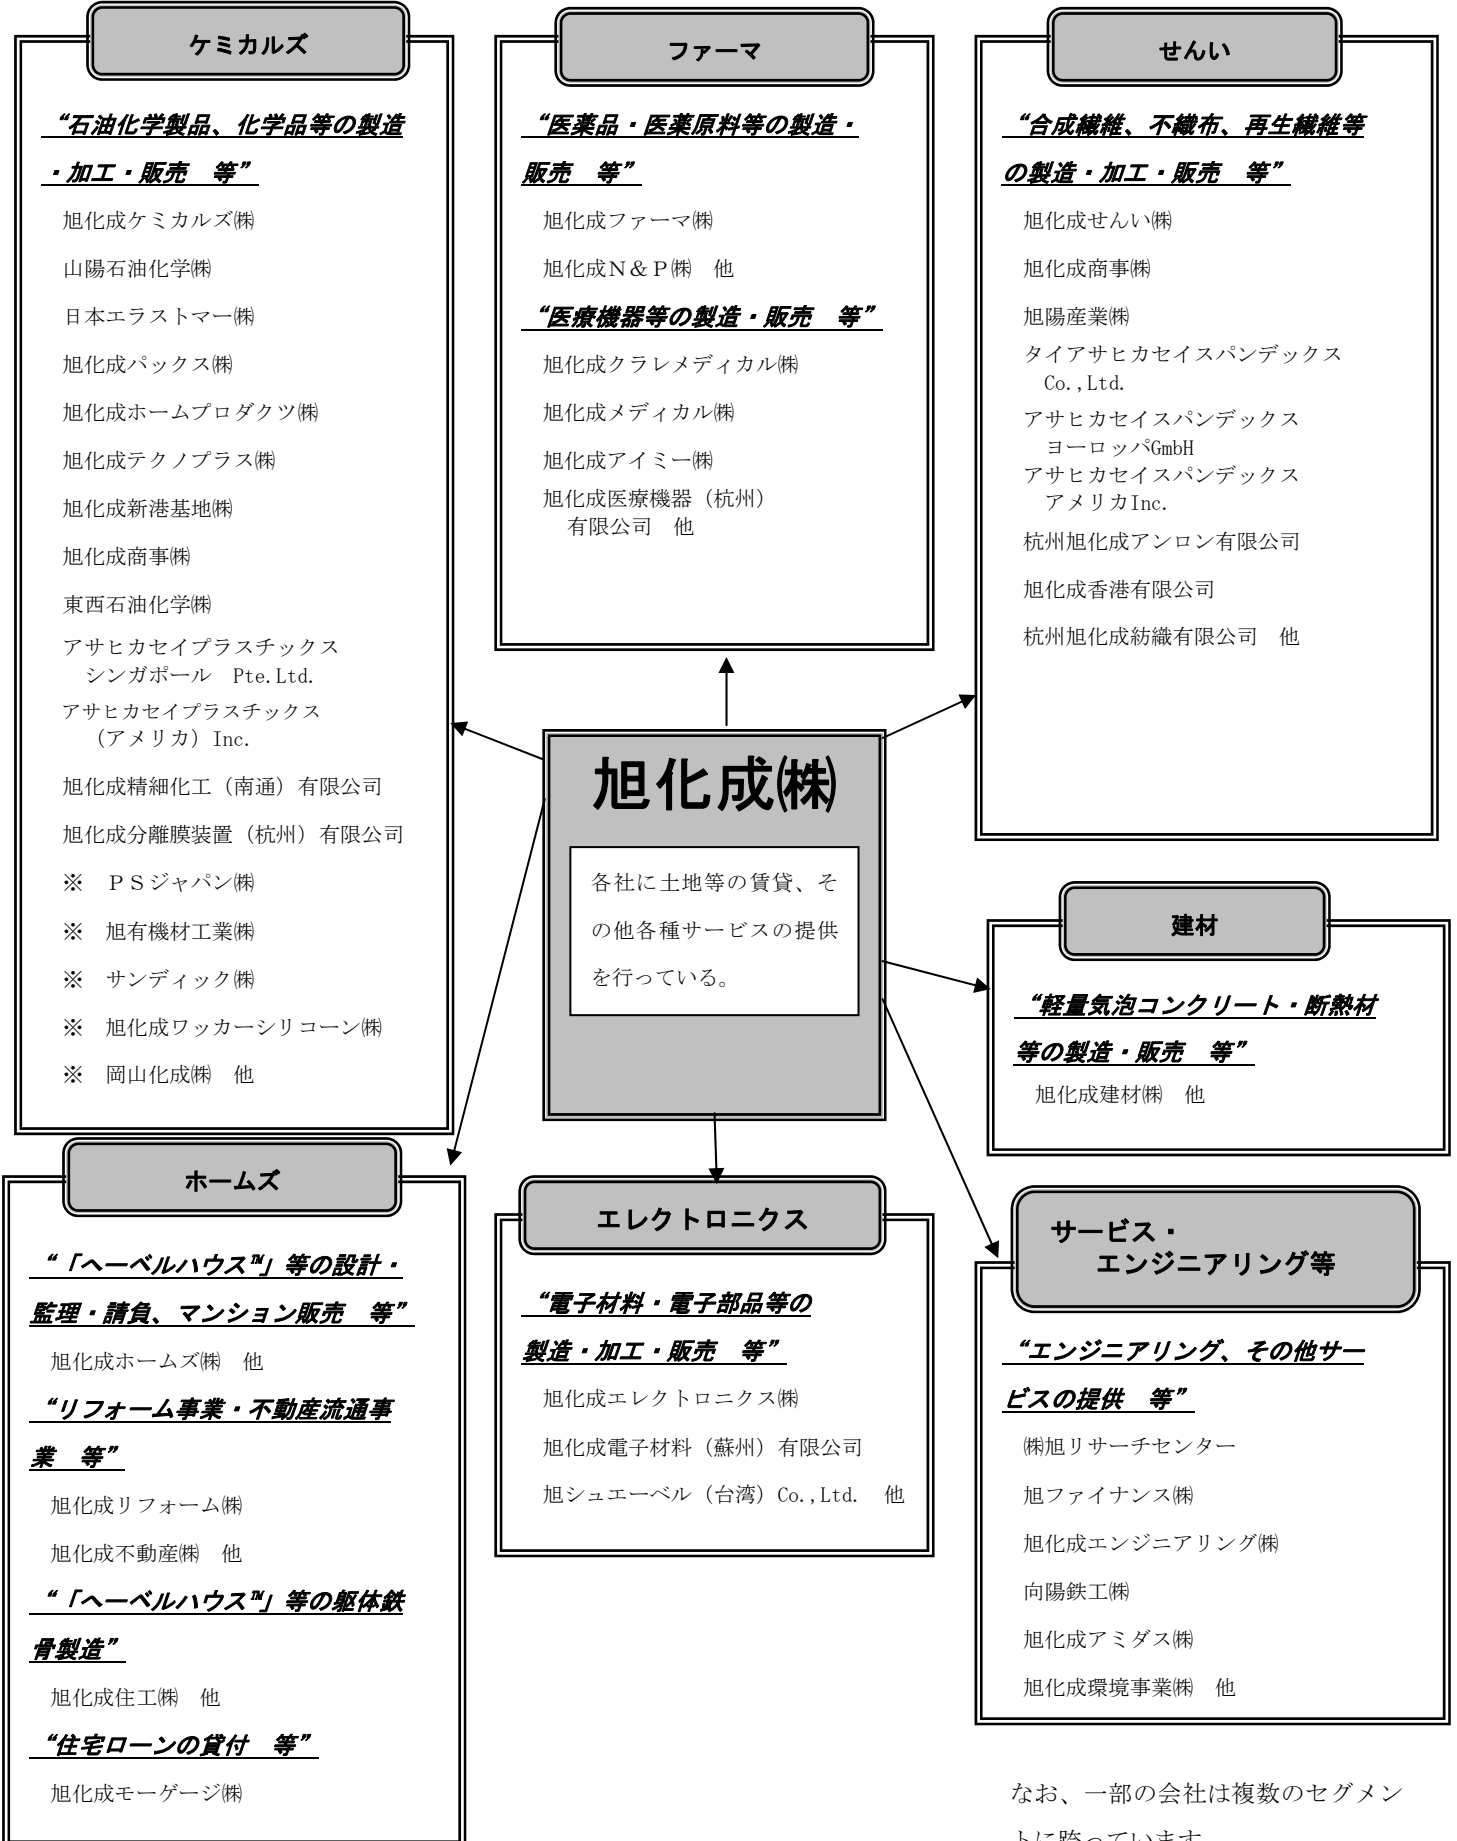 ケミカルズ
“石油化学製品、化学品等の製造
・加工・販売　等”
旭化成ケミカルズ㈱
山陽石油化学㈱
日本エラストマー㈱
旭化成パックス㈱
旭化成ホームプロダクツ㈱
旭化成テクノプラス㈱
旭化成新港基地㈱
旭化成商事㈱
東西石油化学㈱
アサヒカセイプラスチックス
シンガポール　Pte.Ltd.
アサヒカセイプラスチックス
（アメリカ）Inc.
旭化成精細化工（南通）有限公司
旭化成分離膜装置（杭州）有限公司
※　ＰＳジャパン㈱
※　旭有機材工業㈱
※　サンディック㈱
※　旭化成ワッカーシリコーン㈱
※　岡山化成㈱　他
ファーマ
“医薬品・医薬原料等の製造・
販売　等”
旭化成ファーマ㈱
旭化成Ｎ＆Ｐ㈱　他
“医療機器等の製造・販売　等”
旭化成クラレメディカル㈱
旭化成メディカル㈱
旭化成アイミー㈱
旭化成医療機器（杭州）
有限公司　他
せんい
“合成繊維、不織布、再生繊維等
の製造・加工・販売　等”
旭化成せんい㈱
旭化成商事㈱
旭陽産業㈱
タイアサヒカセイスパンデックス
Co.,Ltd.
アサヒカセイスパンデックス
ヨーロッパGmbH
アサヒカセイスパンデックス
アメリカInc.
杭州旭化成アンロン有限公司
旭化成香港有限公司
杭州旭化成紡織有限公司　他
旭化成㈱
各社に土地等の賃貸、そ
の他各種サービスの提供
を行っている。
建材
“軽量気泡コンクリート・断熱材
等の製造・販売　等”
旭化成建材㈱　他
ホームズ
“「ヘーベルハウス™」等の設計・
監理・請負、マンション販売　等”
旭化成ホームズ㈱　他
“リフォーム事業・不動産流通事
業　等”
旭化成リフォーム㈱
旭化成不動産㈱　他
“「ヘーベルハウス™」等の躯体鉄
骨製造”
旭化成住工㈱　他
“住宅ローンの貸付　等”
旭化成モーゲージ㈱
エレクトロニクス
“電子材料・電子部品等の
製造・加工・販売　等”
旭化成エレクトロニクス㈱
旭化成電子材料（蘇州）有限公司
旭シュエーベル（台湾）Co.,Ltd.　他
サービス・
エンジニアリング等
“エンジニアリング、その他サー
ビスの提供　等”
㈱旭リサーチセンター
旭ファイナンス㈱
旭化成エンジニアリング㈱
向陽鉄工㈱
旭化成アミダス㈱
旭化成環境事業㈱　他
なお、一部の会社は複数のセグメン
トに跨っています